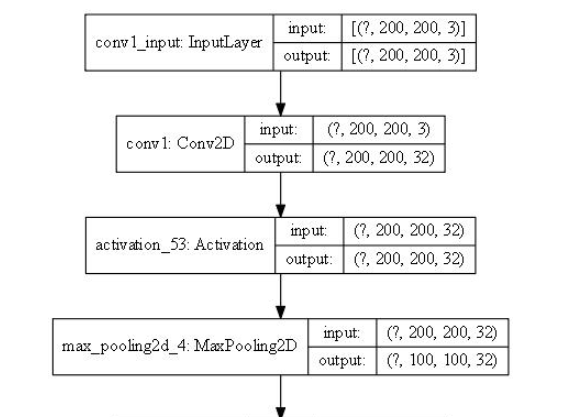 conv1_input: InputLayer
input: [(?, 200, 200, 3)]
output: [(?, 200, 200, 3)]
conv1: Conv2D
input: (?, 200, 200, 3)
output: (?, 200, 200, 32)
activation_53: Activation
input: (?, 200, 200, 32)
output: (?, 200, 200, 32)
max_pooling2d_4: MaxPooling2D
input: (?, 200, 200, 32)
output: (?, 100, 100, 32)